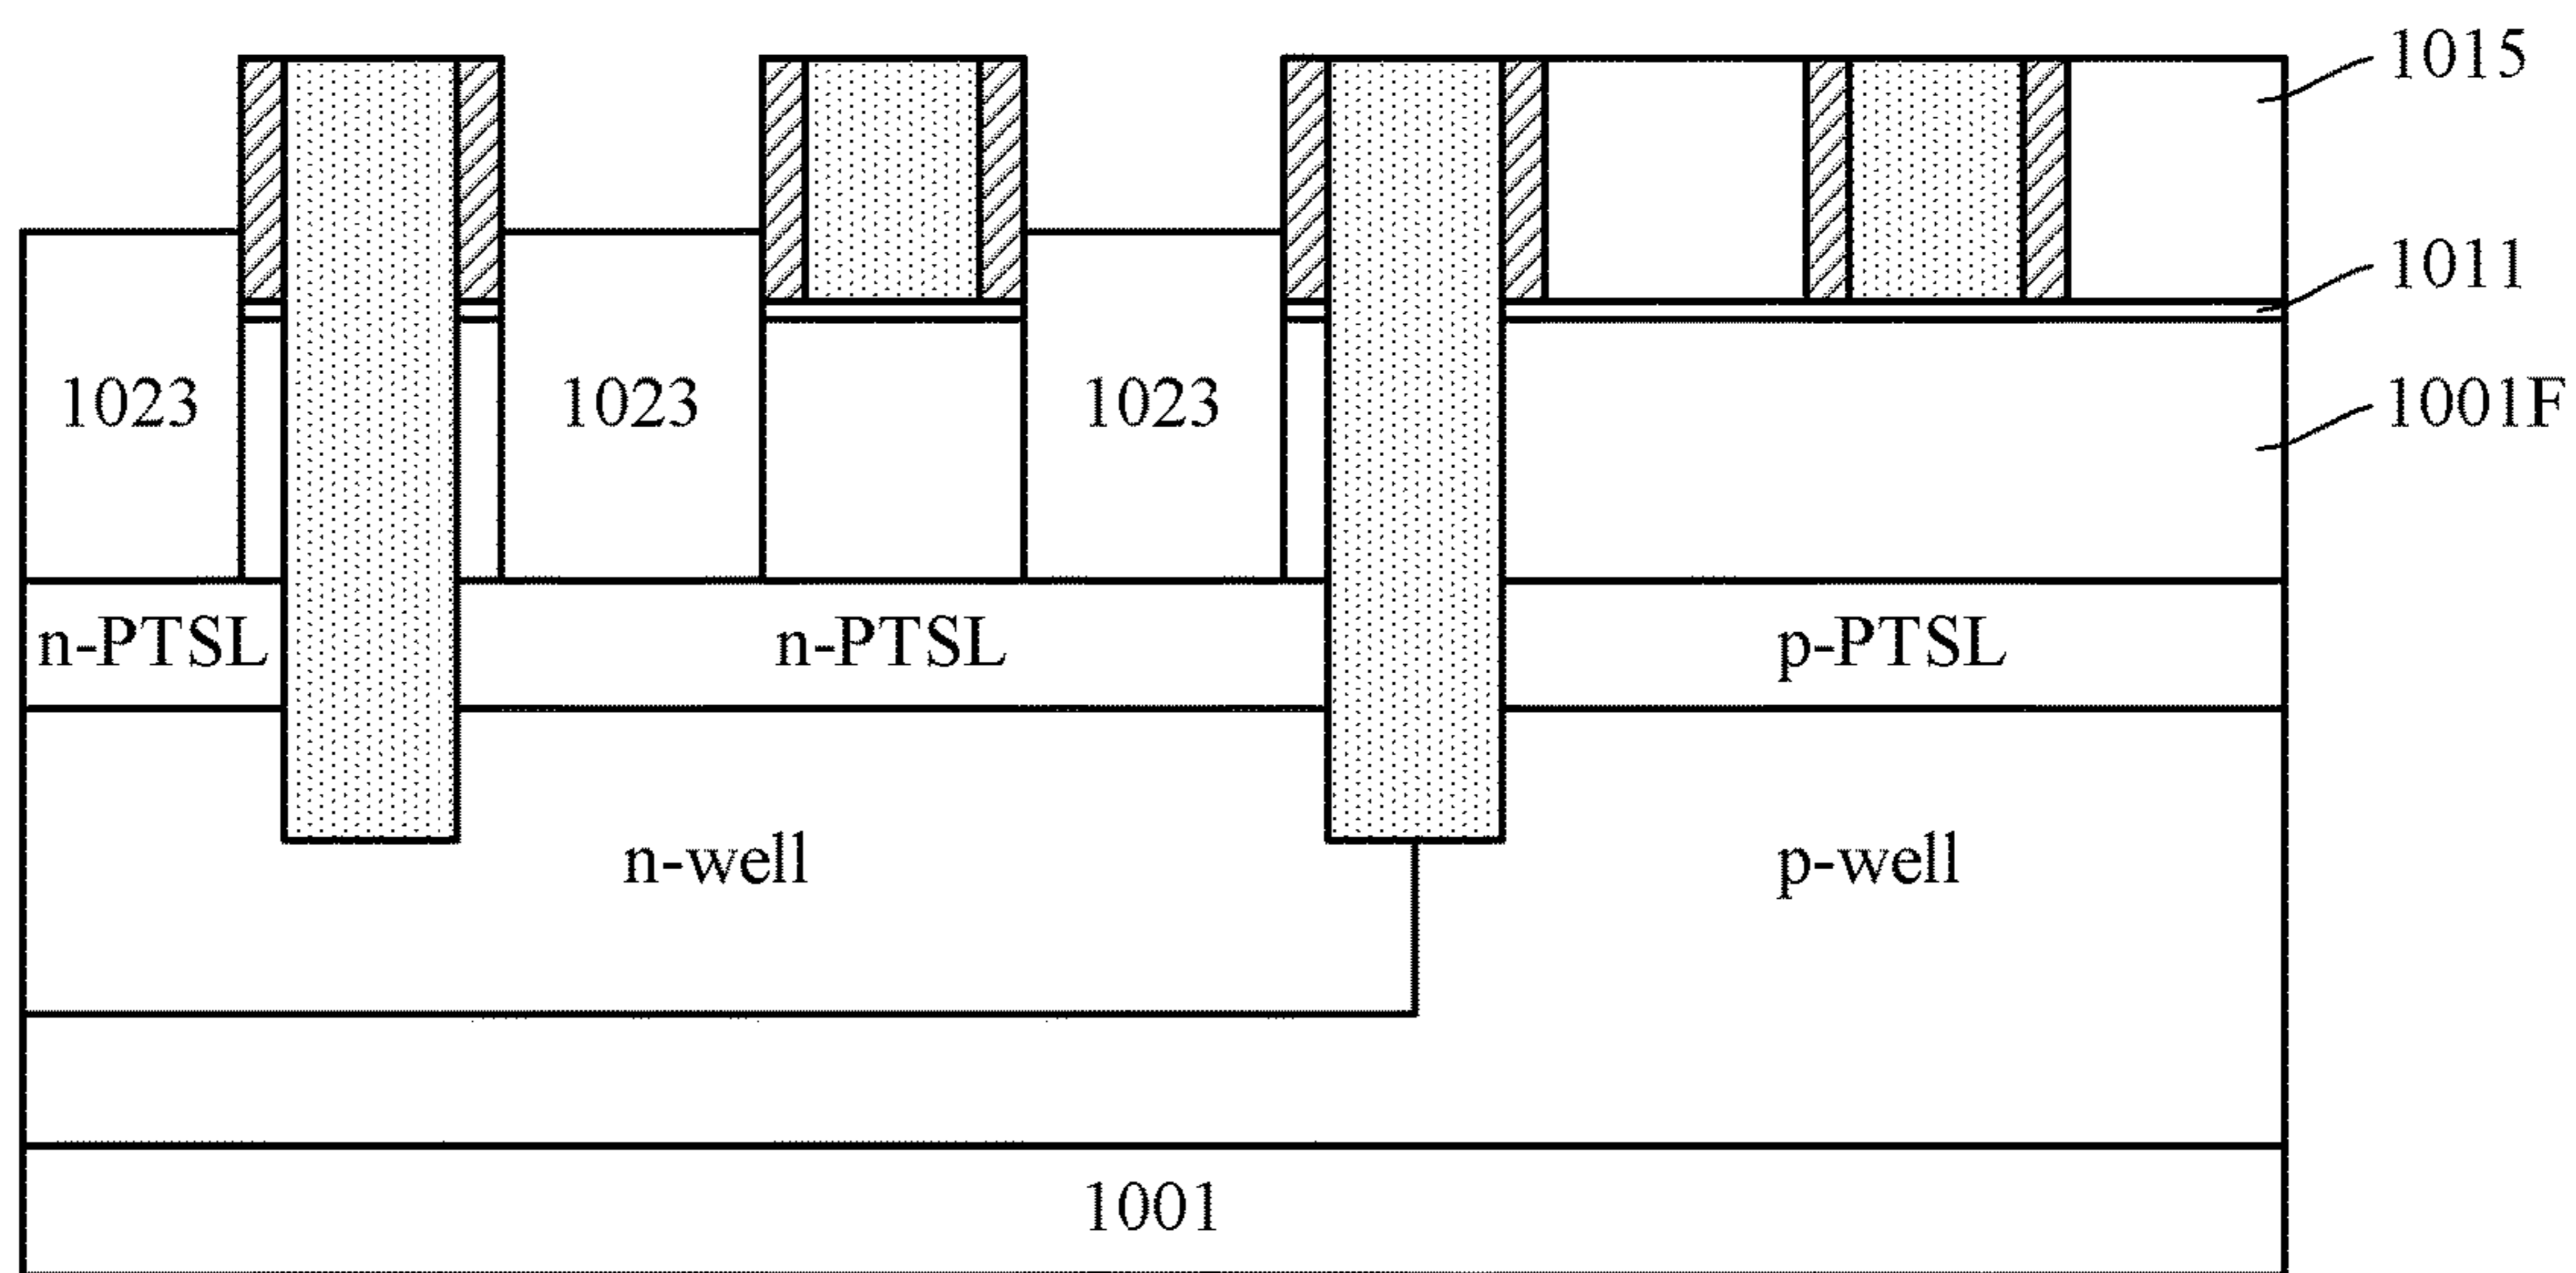 1015
1011
1023 1023 1023 1001F
n-PTSL n-PTSL p-PTSL
n-well p-well
1001